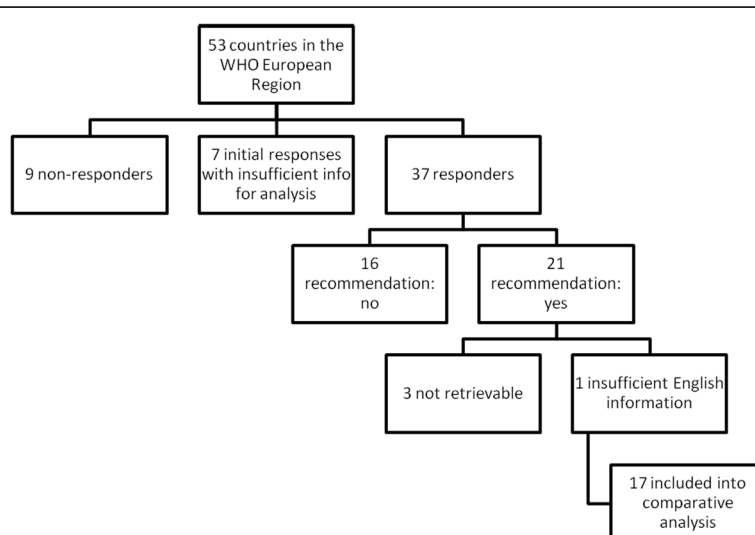 53 countries in the
WHO European
Region
9 non-responders
7 initial responses
with insufficient info
for analysis
37 responders
16
recommendation:
no
21
recommendation:
yes
3 not retrievable
1 insufficient English
information
17 included into
comparative
analysis